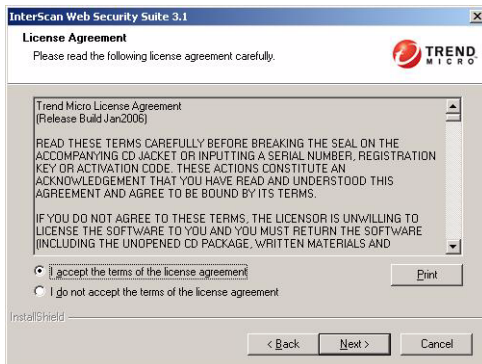 InterScan Web Security Suite 3.1
License Agreement
Please read the following license agreement carefully.
TREND
MICRO
Trend Micro License Agreement
(Release Build Jan2006)
READ THESE TERMS CAREFULLY BEFORE BREAKING THE SEAL ON THE
ACCOMPANYING CD JACKET OR INPUTTING A SERIAL NUMBER, REGISTRATION
KEY OR ACTIVATION CODE. THESE ACTIONS CONSTITUTE AN
ACKNOWLEDGEMENT THAT YOU HAVE READ AND UNDERSTOOD THIS
AGREEMENT AND AGREE TO BE BOUND BY ITS TERMS.
IF YOU DO NOT AGREE TO THESE TERMS, THE LICENSOR IS UNWILLING TO
LICENSE THE SOFTWARE TO YOU AND YOU MUST RETURN THE SOFTWARE
(INCLUDING THE UNOPENED CD PACKAGE, WRITTEN MATERIALS AND
I accept the terms of the license agreement
Print
I do not accept the terms of the license agreement
InstallShield
< Back
Next >
Cancel